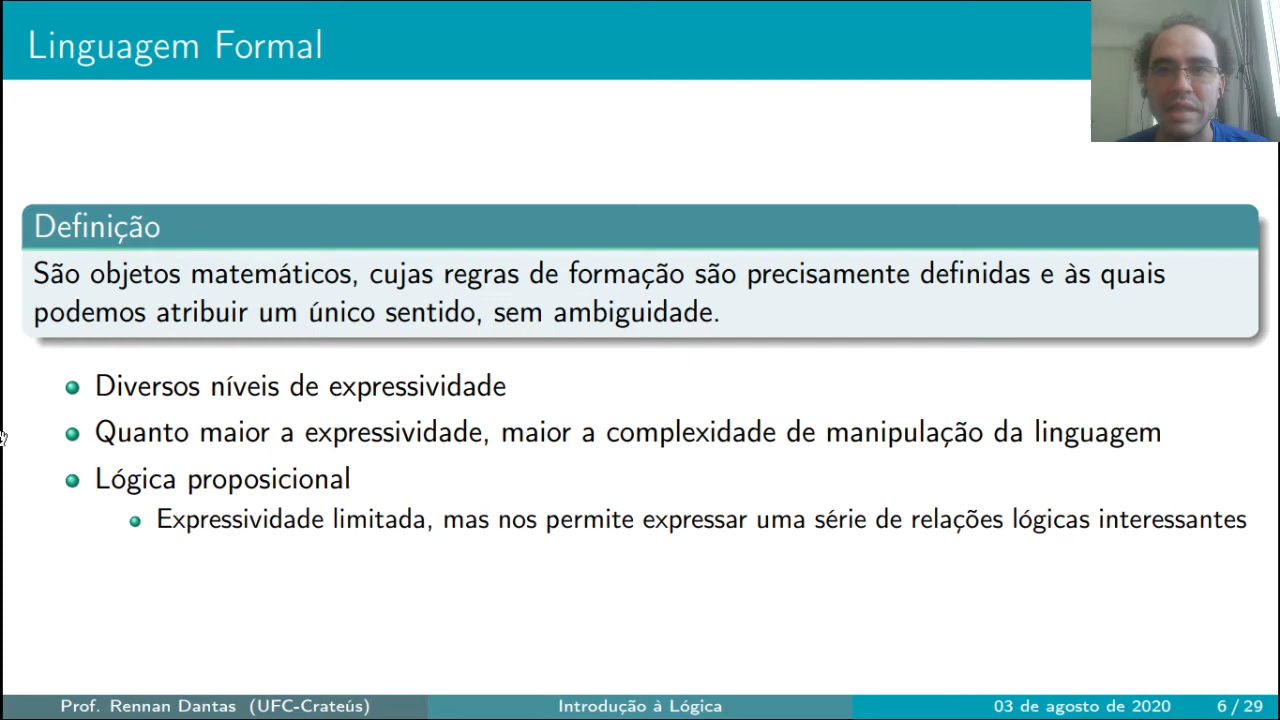 Linguagem Formal
Definição
São objetos matemáticos, cujas regras de formação são precisamente definidas e às quais
podemos atribuir um único sentido, sem ambiguidade.
Diversos níveis de expressividade
Quanto maior a expressividade, maior a complexidade de manipulação da linguagem
Lógica proposicional
Expressividade limitada, mas nos permite expressar uma série de relações lógicas interessantes
Prof. Rennan Dantas (UFC-Crateús) Introdução à Lógica 03 de agosto de 2020 6 / 29